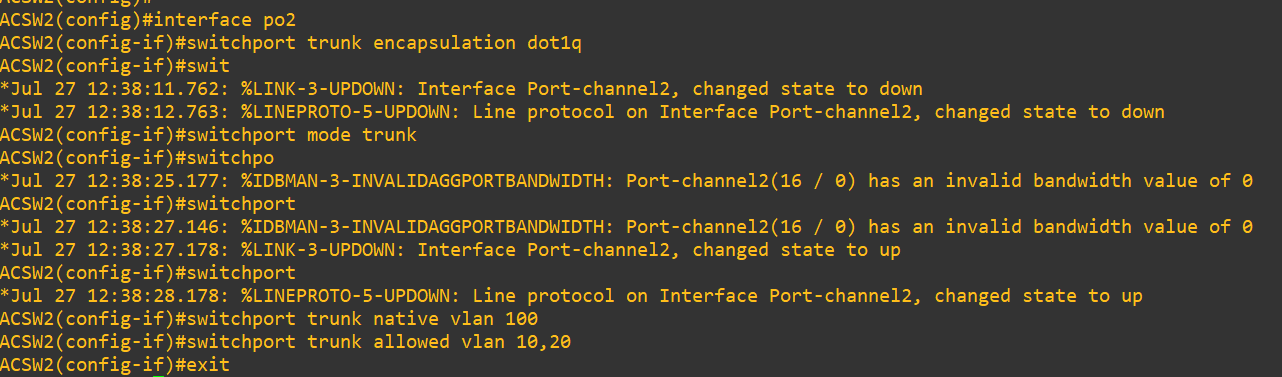 ACSW2(config)#
ACSW2(config)#interface po2
ACSW2(config-if)#switchport trunk encapsulation dot1q
ACSW2(config-if)#swit
*Jul 27 12:38:11.762: %LINK-3-UPDOWN: Interface Port-channel2, changed state to down
*Jul 27 12:38:12.763: %LINEPROTO-5-UPDOWN: Line protocol on Interface Port-channel2, changed state to down
ACSW2(config-if)#switchport mode trunk
ACSW2(config-if)#switchpo
*Jul 27 12:38:25.177: %IDBMAN-3-INVALIDAGGPORTBANDWIDTH: Port-channel2(16 / 0) has an invalid bandwidth value of 0
ACSW2(config-if)#switchport
*Jul 27 12:38:27.146: %IDBMAN-3-INVALIDAGGPORTBANDWIDTH: Port-channel2(16 / 0) has an invalid bandwidth value of 0
*Jul 27 12:38:27.178: %LINK-3-UPDOWN: Interface Port-channel2, changed state to up
ACSW2(config-if)#switchport
*Jul 27 12:38:28.178: %LINEPROTO-5-UPDOWN: Line protocol on Interface Port-channel2, changed state to up
ACSW2(config-if)#switchport trunk native vlan 100
ACSW2(config-if)#switchport trunk allowed vlan 10,20
ACSW2(config-if)#exit